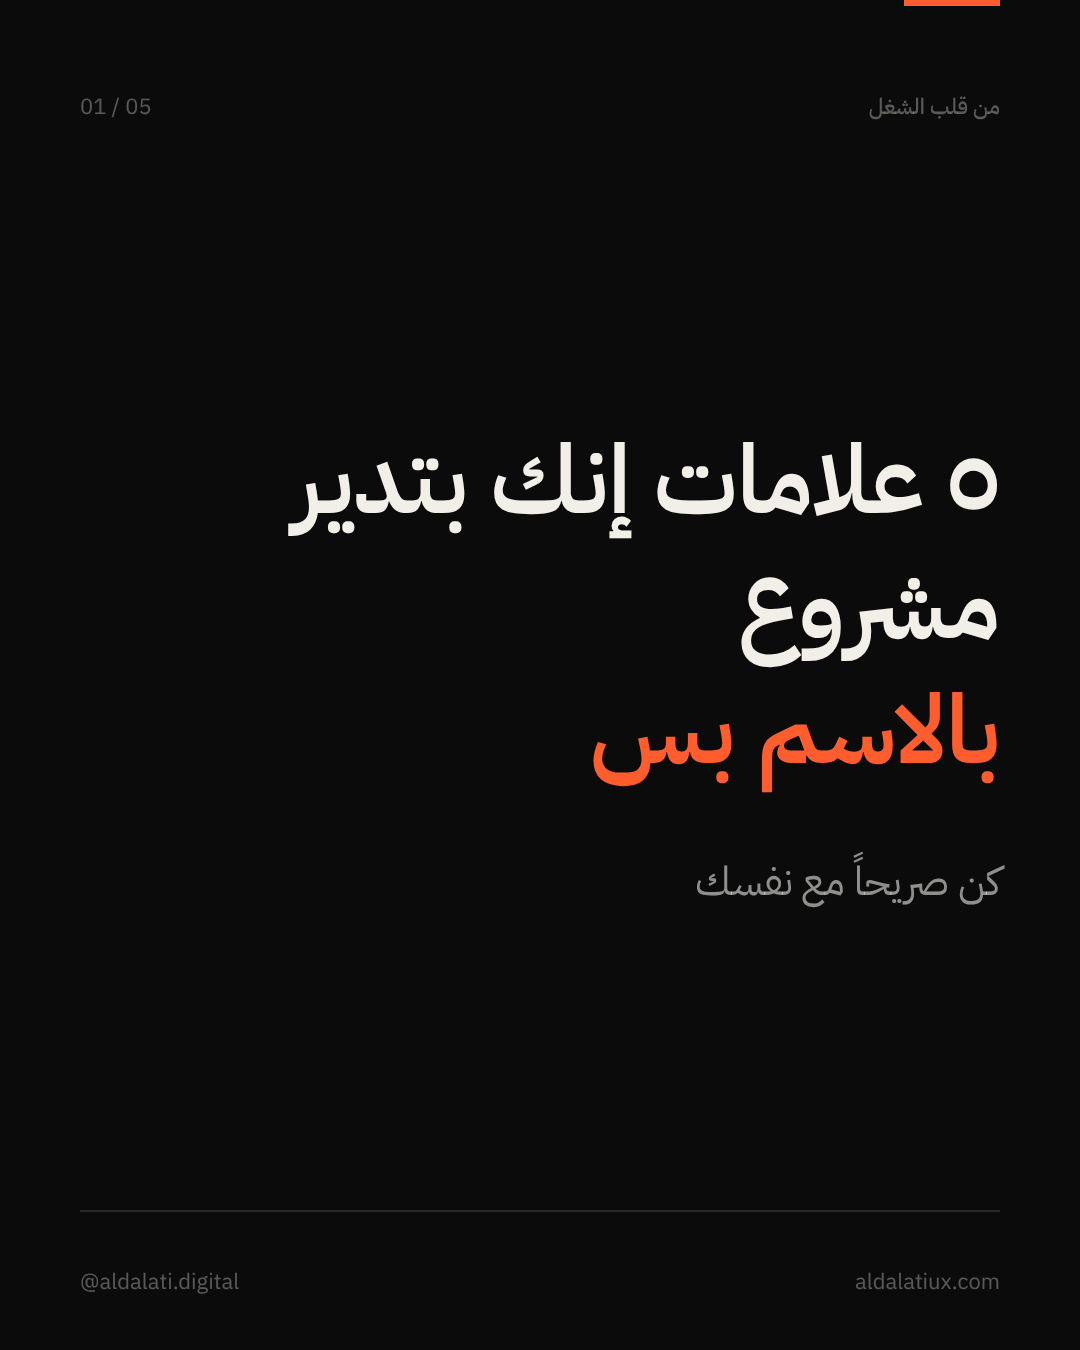 من قلب الشغل
01 / 05
٥ علامات إنك بتدير
مشروع
بالاسم بس
كن صريحاً مع نفسك
@aldalati.digital
aldalatiux.com